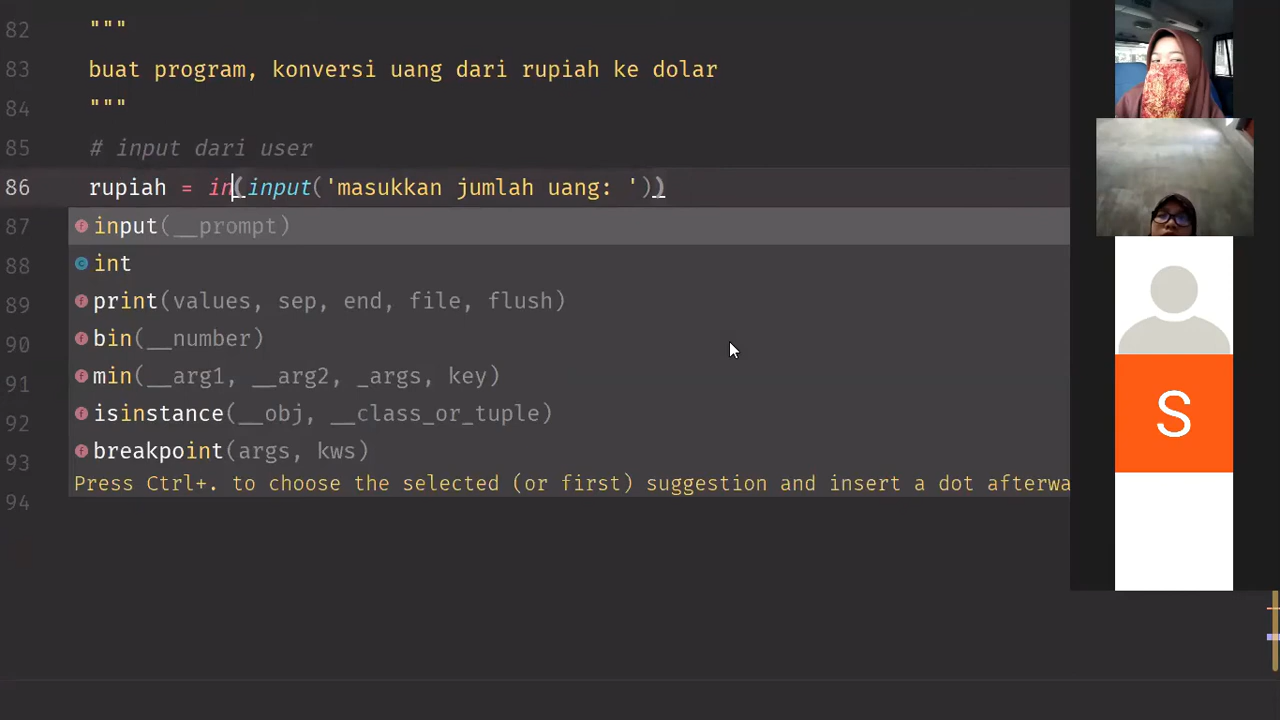 82 """
83 buat program, konversi uang dari rupiah ke dolar
84 """
85 # input dari user
86 rupiah = in(input('masukkan jumlah uang: '))
87 input(__prompt)
88 int
89 print(values, sep, end, file, flush)
90 bin(__number)
91 min(__arg1, __arg2, _args, key)
92 isinstance(__obj, __class_or_tuple)
93 breakpoint(args, kws)
Press Ctrl+. to choose the selected (or first) suggestion and insert a dot afterwa
94
S